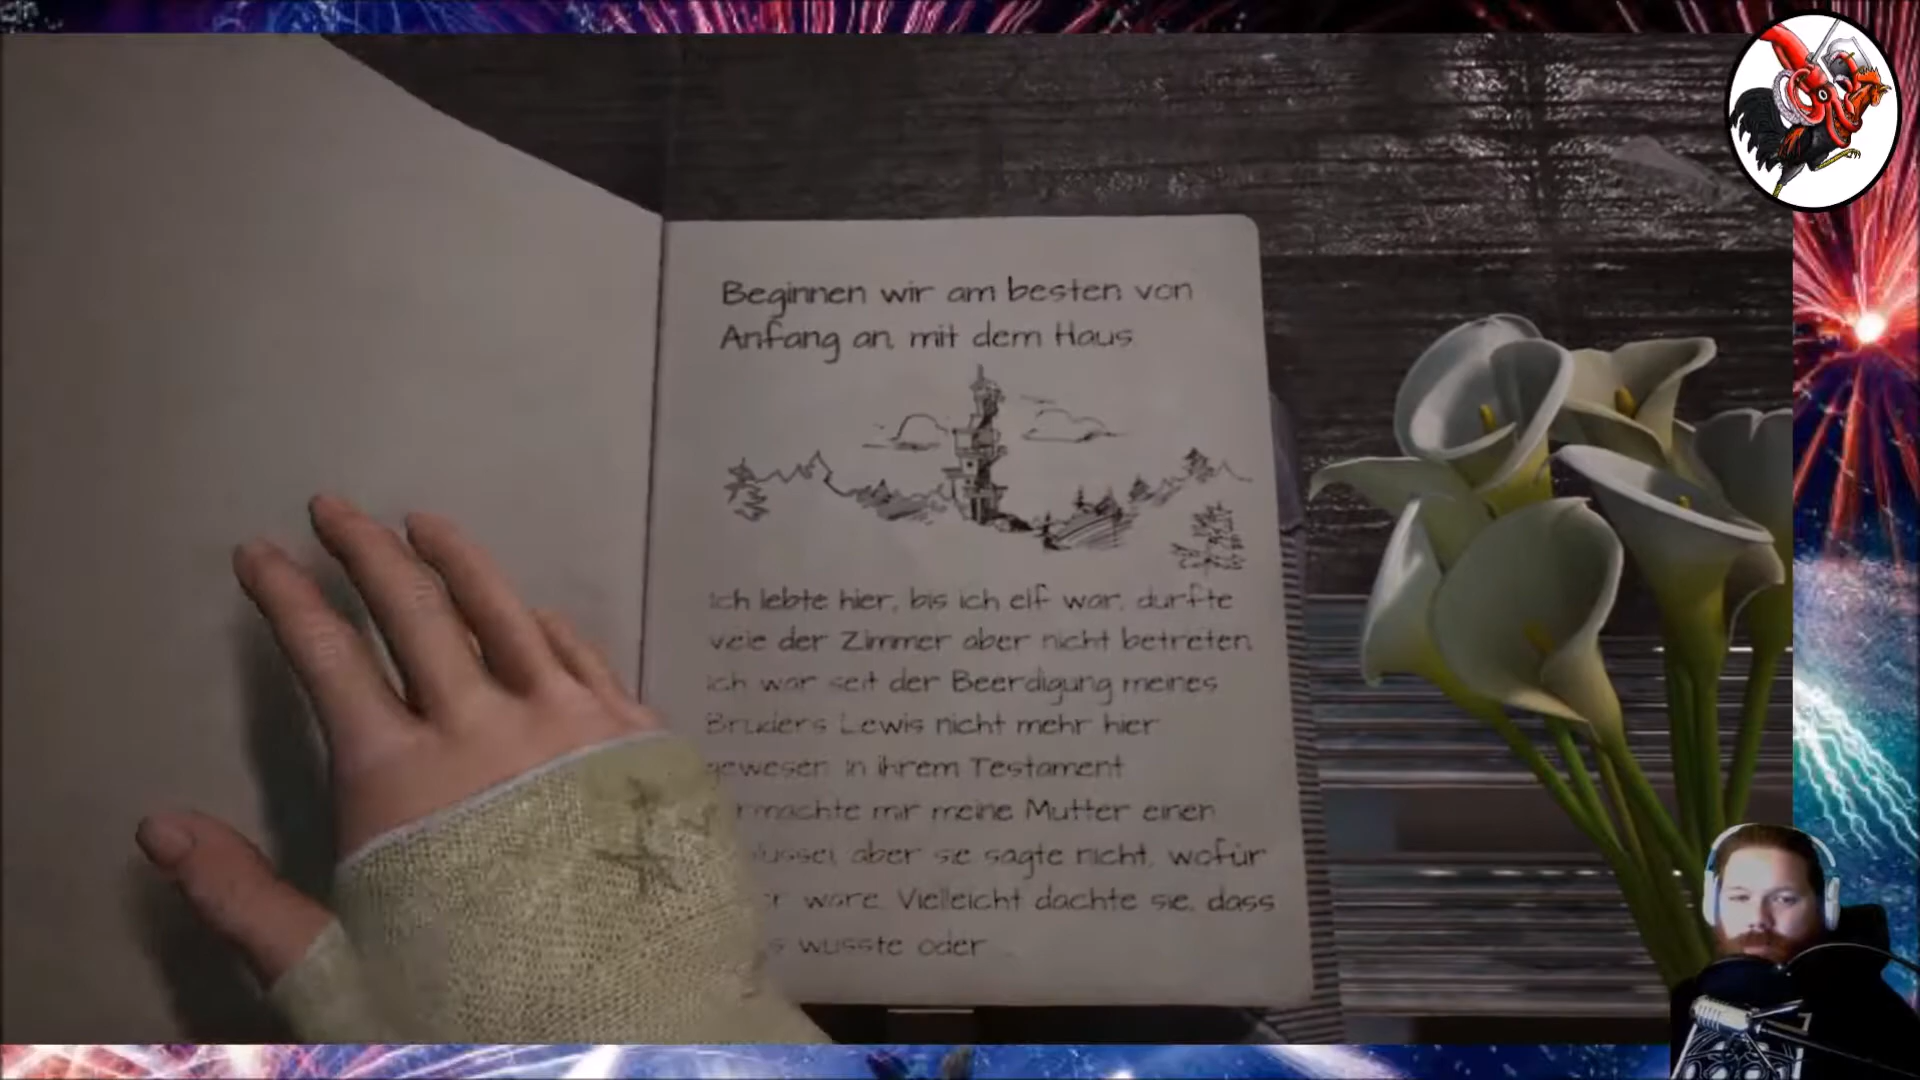 Beginnen wir am besten von
Anfang an, mit dem Haus.
Ich lebte hier, bis ich elf war, durfte
viele der Zimmer aber nicht betreten.
Ich war seit der Beerdigung meines
Bruders Lewis nicht mehr hier
gewesen. In ihrem Testament
machte mir meine Mutter einen
aber sie sagte nicht, wofür
wäre. Vielleicht dachte sie, dass
wusste oder